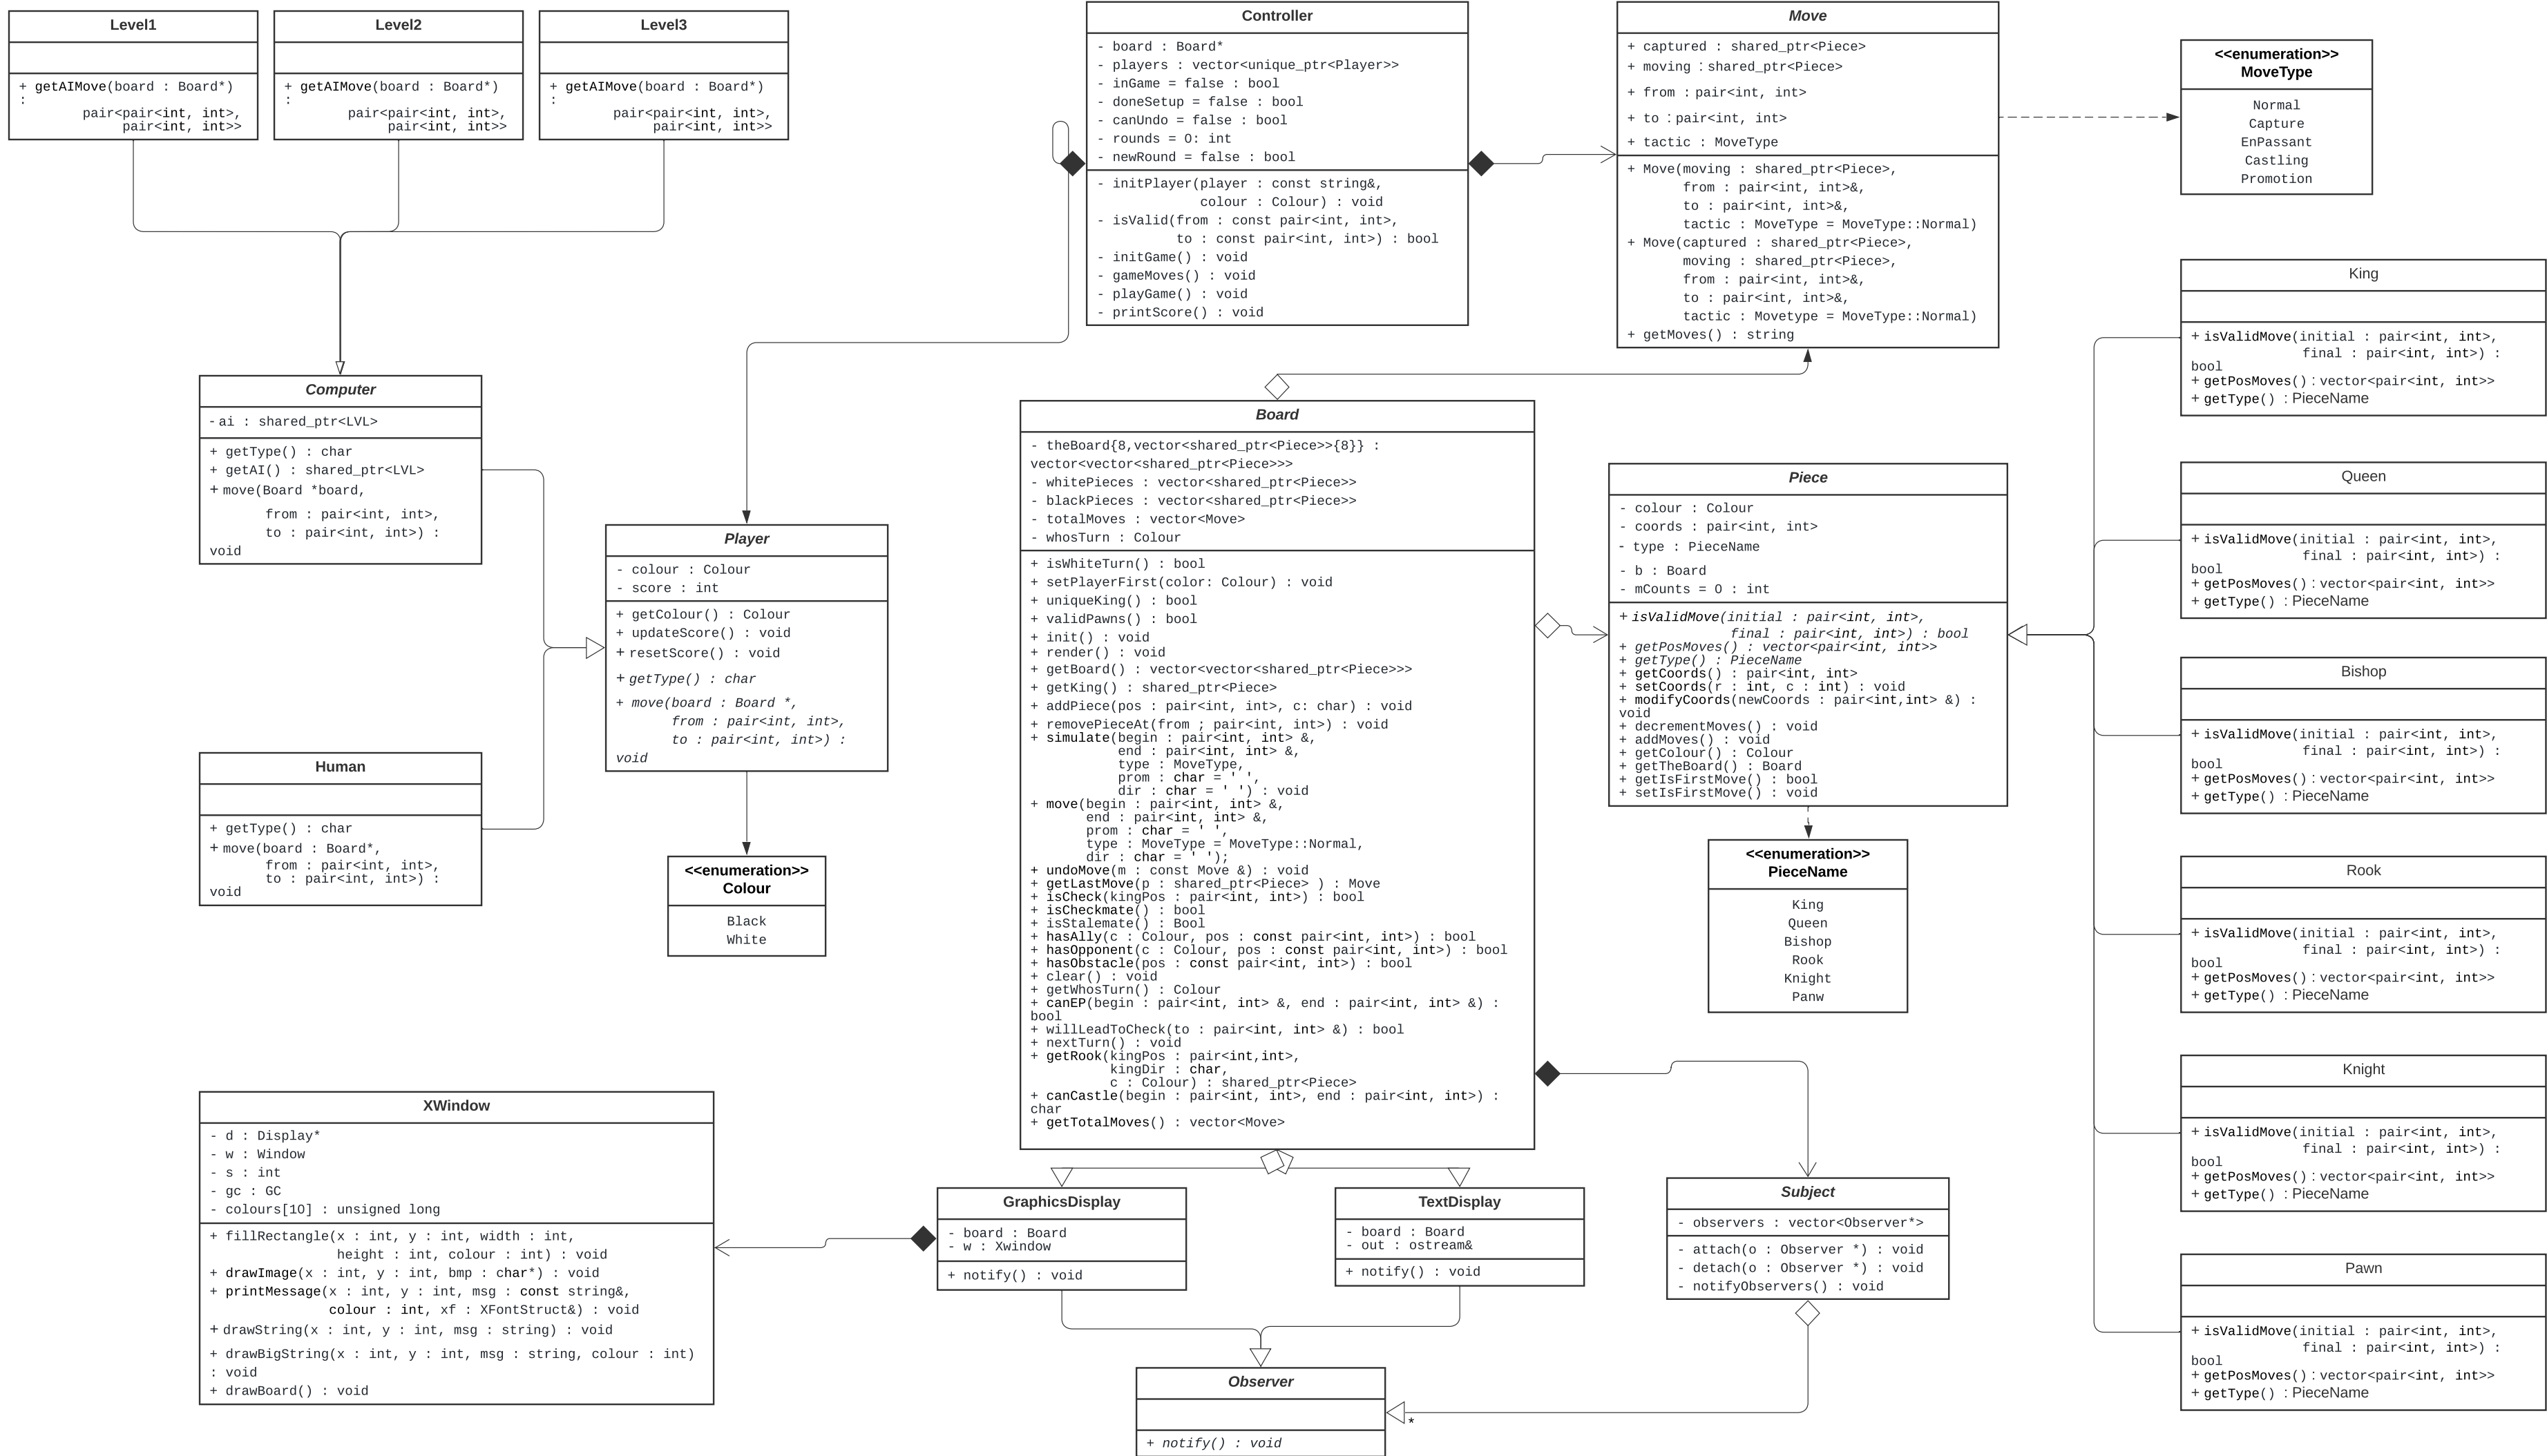 Level1
+ getAIMove(board : Board*)
:
pair<pair<int, int>,
pair<int, int>>
Level2
+ getAIMove(board : Board*)
:
pair<pair<int, int>,
pair<int, int>>
Level3
+ getAIMove(board : Board*)
:
pair<pair<int, int>,
pair<int, int>>
Controller
- board : Board*
- players : vector<unique_ptr<Player>>
- inGame = false : bool
- doneSetup = false : bool
- canUndo = false : bool
- rounds = 0: int
- newRound = false : bool
- initPlayer(player : const string&,
colour : Colour) : void
- isValid(from : const pair<int, int>,
to : const pair<int, int>) : bool
- initGame() : void
- gameMoves() : void
- playGame() : void
- printScore() : void
Move
+ captured : shared_ptr<Piece>
+ moving : shared_ptr<Piece>
+ from : pair<int, int>
+ to : pair<int, int>
+ tactic : MoveType
+ Move(moving : shared_ptr<Piece>,
from : pair<int, int>&,
to : pair<int, int>&,
tactic : MoveType = MoveType::Normal)
+ Move(captured : shared_ptr<Piece>,
moving : shared_ptr<Piece>,
from : pair<int, int>&,
to : pair<int, int>&,
tactic : Movetype = MoveType::Normal)
+ getMoves() : string
<<enumeration>>
MoveType
Normal
Capture
EnPassant
Castling
Promotion
King
+ isValidMove(initial : pair<int, int>,
final : pair<int, int>) :
bool
+ getPosMoves() : vector<pair<int, int>>
+ getType() : PieceName
Computer
- ai : shared_ptr<LVL>
+ getType() : char
+ getAI() : shared_ptr<LVL>
+ move(Board *board,
from : pair<int, int>,
to : pair<int, int>) :
void
Player
- colour : Colour
- score : int
+ getColour() : Colour
+ updateScore() : void
+ resetScore() : void
+ getType() : char
+ move(board : Board *,
from : pair<int, int>,
to : pair<int, int>) :
void
Human
+ getType() : char
+ move(board : Board*,
from : pair<int, int>,
to : pair<int, int>) :
void
<<enumeration>>
Colour
Black
White
Board
- theBoard{8,vector<shared_ptr<Piece>>{8}} :
vector<vector<shared_ptr<Piece>>>
- whitePieces : vector<shared_ptr<Piece>>
- blackPieces : vector<shared_ptr<Piece>>
- totalMoves : vector<Move>
- whosTurn : Colour
+ isWhiteTurn() : bool
+ setPlayerFirst(color: Colour) : void
+ uniqueKing() : bool
+ validPawns() : bool
+ init() : void
+ render() : void
+ getBoard() : vector<vector<shared_ptr<Piece>>>
+ getKing() : shared_ptr<Piece>
+ addPiece(pos : pair<int, int>, c: char) : void
+ removePieceAt(from ; pair<int, int>) : void
+ simulate(begin : pair<int, int> &,
end : pair<int, int> &,
type : MoveType,
prom : char = ' ',
dir : char = ' ') : void
+ move(begin : pair<int, int> &,
end : pair<int, int> &,
prom : char = ' ',
type : MoveType = MoveType::Normal,
dir : char = ' ');
+ undoMove(m : const Move &) : void
+ getLastMove(p : shared_ptr<Piece> ) : Move
+ isCheck(kingPos : pair<int, int>) : bool
+ isCheckmate() : bool
+ isStalemate() : Bool
+ hasAlly(c : Colour, pos : const pair<int, int>) : bool
+ hasOpponent(c : Colour, pos : const pair<int, int>) : bool
+ hasObstacle(pos : const pair<int, int>) : bool
+ clear() : void
+ getWhosTurn() : Colour
+ canEP(begin : pair<int, int> &, end : pair<int, int> &) :
bool
+ willLeadToCheck(to : pair<int, int> &) : bool
+ nextTurn() : void
+ getRook(kingPos : pair<int,int>,
kingDir : char,
c : Colour) : shared_ptr<Piece>
+ canCastle(begin : pair<int, int>, end : pair<int, int>) :
char
+ getTotalMoves() : vector<Move>
Piece
- colour : Colour
- coords : pair<int, int>
- type : PieceName
- b : Board
- mCounts = 0 : int
+ isValidMove(initial : pair<int, int>,
final : pair<int, int>) : bool
+ getPosMoves() : vector<pair<int, int>>
+ getType() : PieceName
+ getCoords() : pair<int, int>
+ setCoords(r : int, c : int) : void
+ modifyCoords(newCoords : pair<int,int> &) :
void
+ decrementMoves() : void
+ addMoves() : void
+ getColour() : Colour
+ getTheBoard() : Board
+ getIsFirstMove() : bool
+ setIsFirstMove() : void
<<enumeration>>
PieceName
King
Queen
Bishop
Rook
Knight
Panw
Queen
+ isValidMove(initial : pair<int, int>,
final : pair<int, int>) :
bool
+ getPosMoves() : vector<pair<int, int>>
+ getType() : PieceName
Bishop
+ isValidMove(initial : pair<int, int>,
final : pair<int, int>) :
bool
+ getPosMoves() : vector<pair<int, int>>
+ getType() : PieceName
Rook
+ isValidMove(initial : pair<int, int>,
final : pair<int, int>) :
bool
+ getPosMoves() : vector<pair<int, int>>
+ getType() : PieceName
Knight
+ isValidMove(initial : pair<int, int>,
final : pair<int, int>) :
bool
+ getPosMoves() : vector<pair<int, int>>
+ getType() : PieceName
Pawn
+ isValidMove(initial : pair<int, int>,
final : pair<int, int>) :
bool
+ getPosMoves() : vector<pair<int, int>>
+ getType() : PieceName
XWindow
- d : Display*
- w : Window
- s : int
- gc : GC
- colours[10] : unsigned long
+ fillRectangle(x : int, y : int, width : int,
height : int, colour : int) : void
+ drawImage(x : int, y : int, bmp : char*) : void
+ printMessage(x : int, y : int, msg : const string&,
colour : int, xf : XFontStruct&) : void
+ drawString(x : int, y : int, msg : string) : void
+ drawBigString(x : int, y : int, msg : string, colour : int)
: void
+ drawBoard() : void
GraphicsDisplay
- board : Board
- w : Xwindow
+ notify() : void
TextDisplay
- board : Board
- out : ostream&
+ notify() : void
Subject
- observers : vector<Observer*>
- attach(o : Observer *) : void
- detach(o : Observer *) : void
- notifyObservers() : void
Observer
*
+ notify() : void